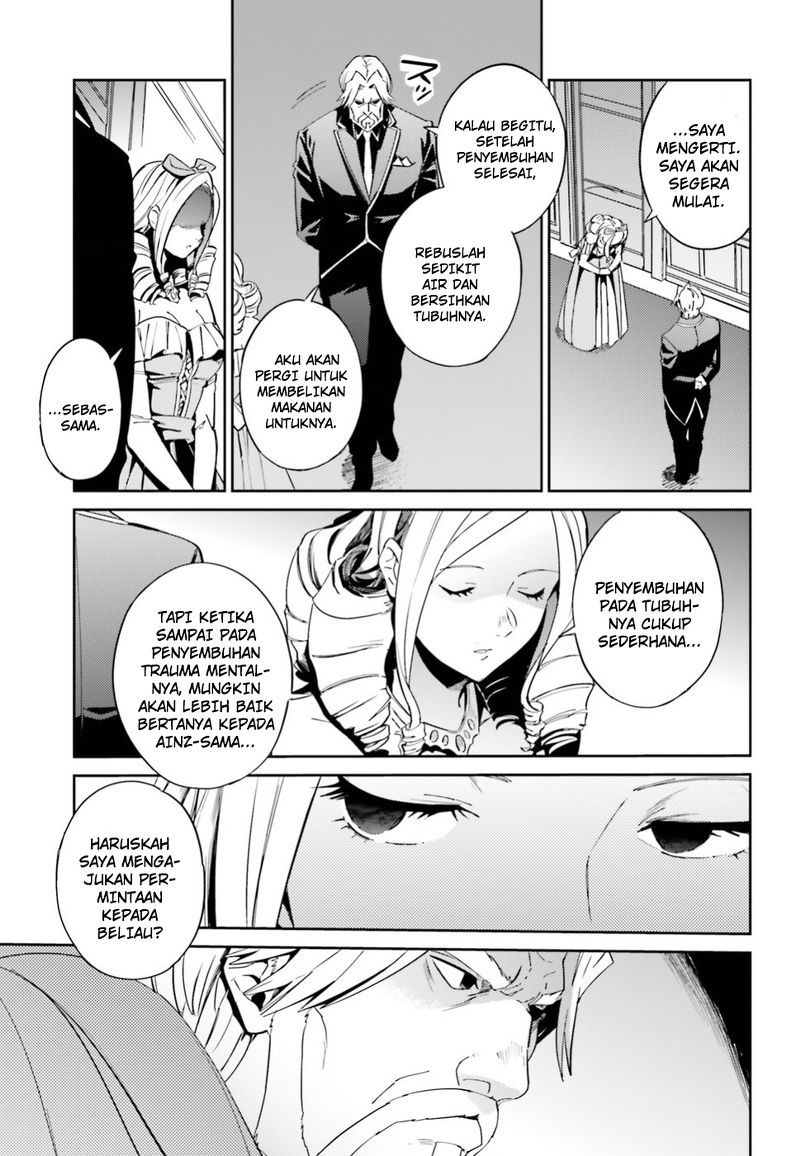 ...SAYA
MENGERTI.
SAYA AKAN
SEGERA
MULAI.
スッ
KALAU BEGITU,
SETELAH
PENYEMBUHAN
SELESAI,
REBUSLAH
SEDIKIT
AIR DAN
BERSIHKAN
TUBUHNYA.
AKU AKAN
PERGI UNTUK
MEMBELIKAN
MAKANAN
UNTUKNYA.
...SEBAS-
SAMA.
PENYEMBUHAN
PADA TUBUH-
NYA CUKUP
SEDERHANA...
TAPI KETIKA
SAMPAI PADA
PENYEMBUHAN
TRAUMA MENTAL-
NYA, MUNGKIN
AKAN LEBIH BAIK
BERTANYA KEPADA
AINZ-SAMA...
HARUSKAH
SAYA MENGA-
JUKAN PER-
MINTAAN
KEPADA
BELIAU?